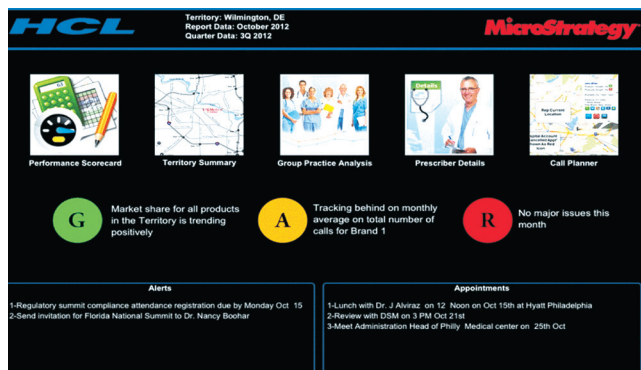 HCL
Territory: Wilmington, DE
Report Data: October 2012
Quarter Data: 3Q 2012
MicroStrategy
Details
Rep Current
Location
Performance Scorecard
Territory Summary
Group Practice Analysis
Prescriber Details
Call Planner
G
Market share for all products
in the Territory is trending
positively
A
Tracking behind on monthly
average on total number of
calls for Brand 1
R
No major issues this
month
Alerts
1-Regulatory summit compliance attendance registration due by Monday Oct 15
2-Send invitation for Florida National Summit to Dr. Nancy Boohar
Appointments
1-Lunch with Dr. J Alviraz on 12 Noon on Oct 15th at Hyatt Philadelphia
2-Review with DSM on 3 PM Oct 21st
3-Meet Administration Head of Philly Medical center on 25th Oct